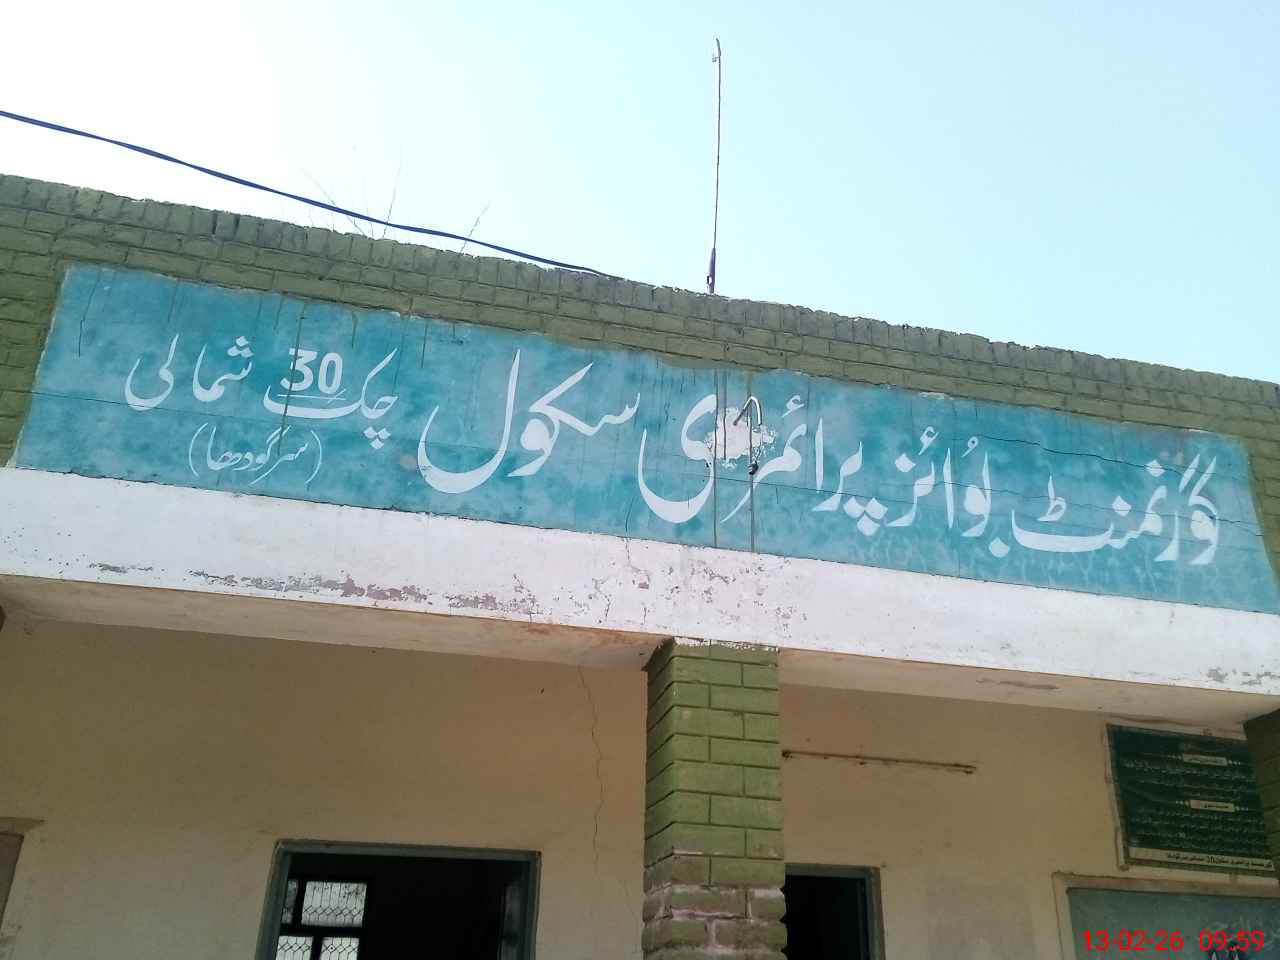 گورنمنٹ بوائز پرائمری سکول چک 30 شمالی
(سرگودھا)
13-02-26 09:59